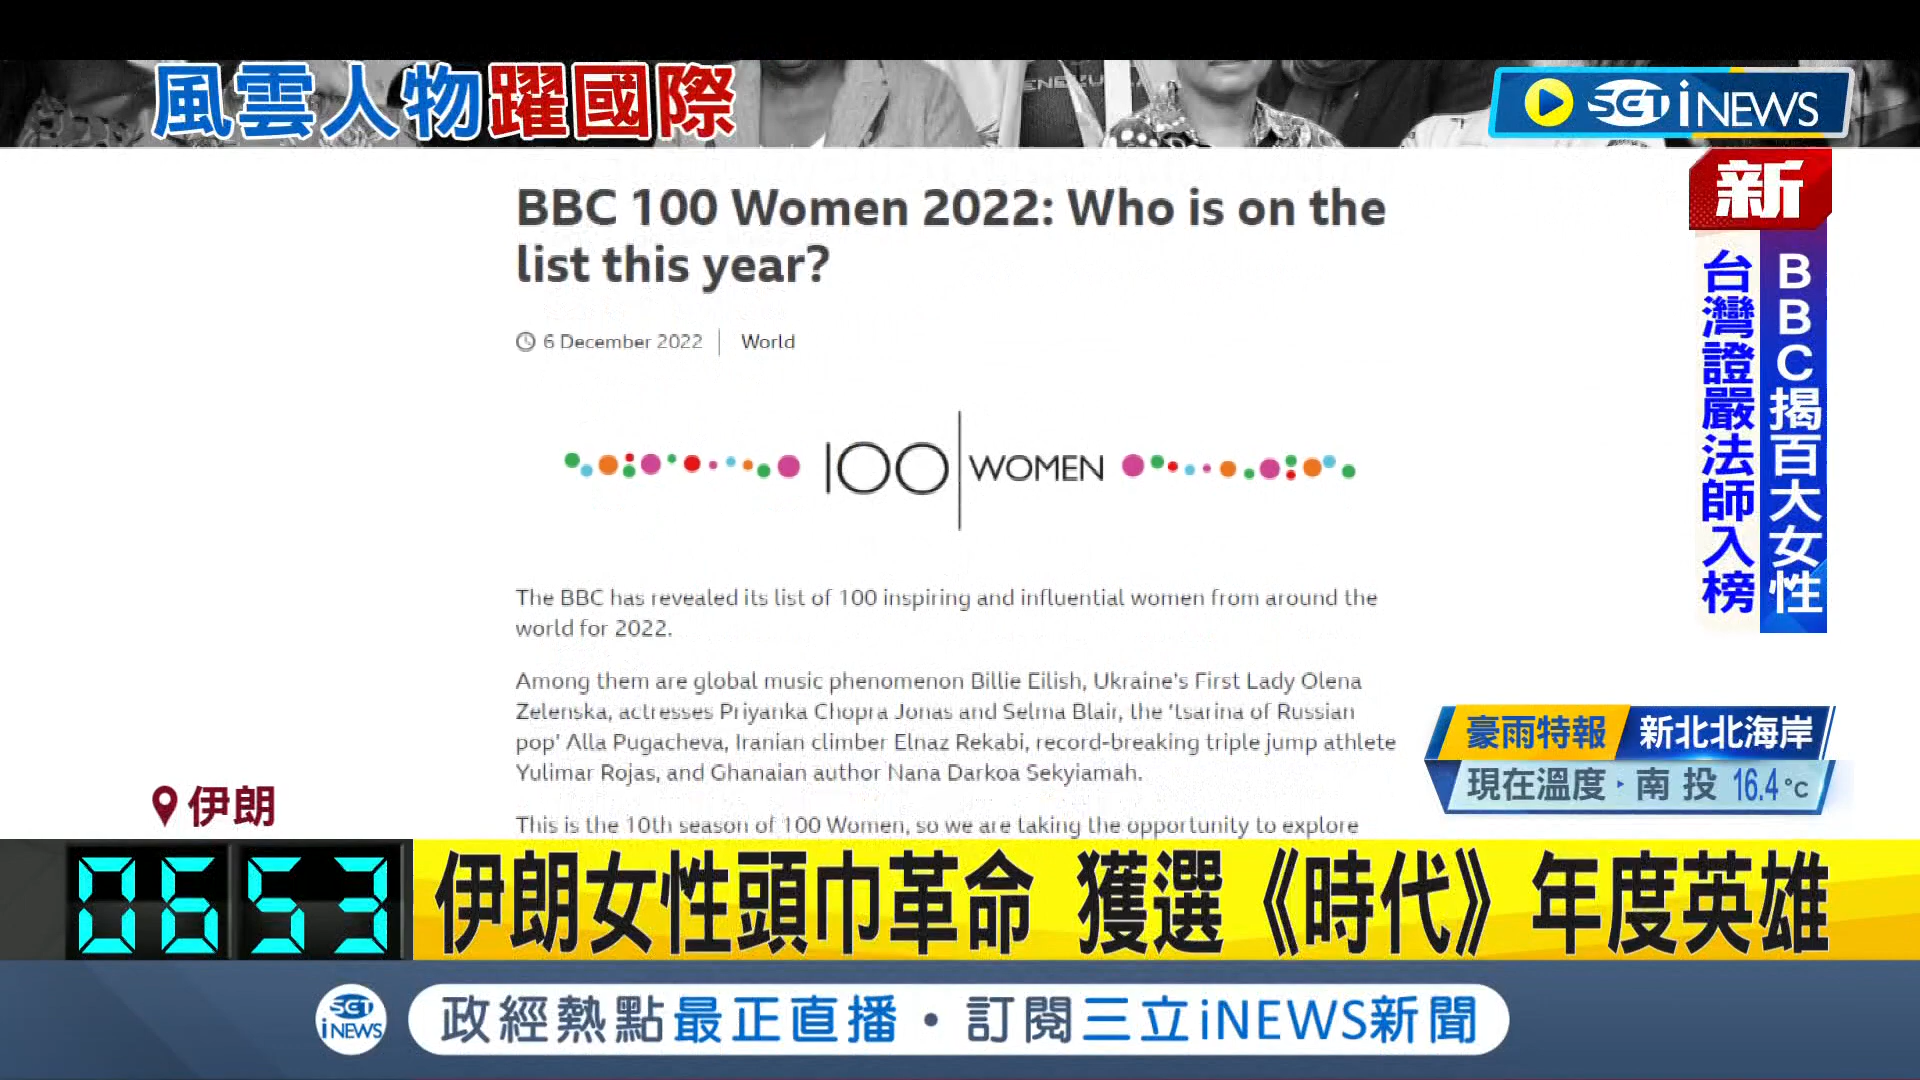 風雲人物躍國際
SET iNEWS
BBC 100 Women 2022: Who is on the
list this year?
6 December 2022
World
100 WOMEN
The BBC has revealed its list of 100 inspiring and influential women from around the
world for 2022.
Among them are global music phenomenon Billie Eilish, Ukraine's First Lady Olena
Zelenska, actresses Priyanka Chopra Jonas and Selma Blair, the 'tsarina of Russian
pop' Alla Pugacheva, Iranian climber Elnaz Rekabi, record-breaking triple jump athlete
Yulimar Rojas, and Ghanaian author Nana Darkoa Sekyiamah.
This is the 10th season of 100 Women, so we are taking the opportunity to explore
新
BBC揭百大女性
台灣證嚴法師入榜
豪雨特報 新北北海岸
現在溫度 南投 16.4°C
伊朗
0653
伊朗女性頭巾革命 獲選《時代》年度英雄
SET iNEWS
政經熱點最正直播・訂閱三立iNEWS新聞